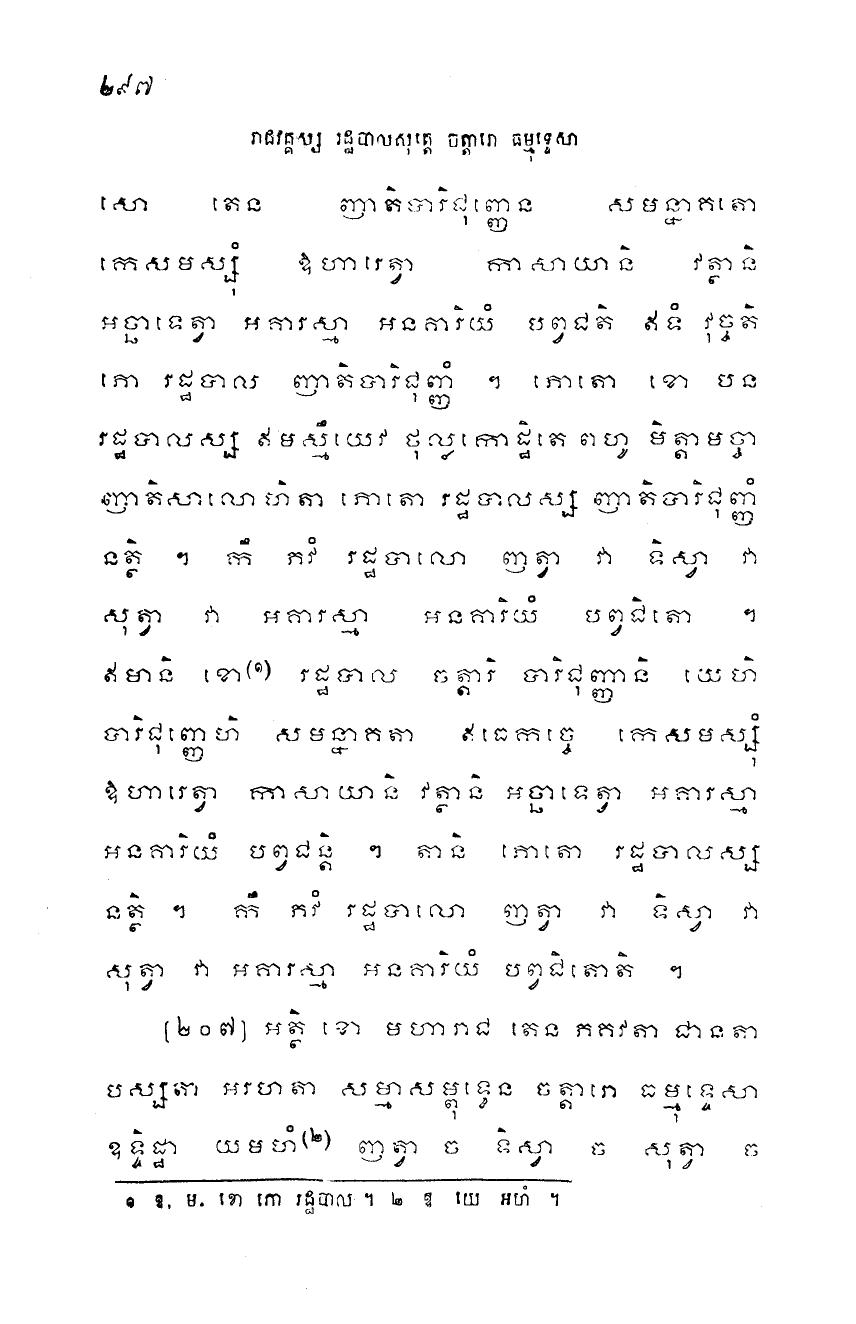 ២៩៧
រាជវគ្គស្ស រដ្ឋបាលសុត្តេ ចត្តារោ ធម្មុទ្ទេសា
សោ តេន ញាតិបារិជុញ្ញេន សមន្នាគតោ
កេសមស្សុំ ឱហារេត្វា កាសាយានិ វត្ថានិ
អច្ឆាទេត្វា អគារស្មា អនគារិយំ បព្វជតិ ឥទំ វុច្ចតិ
ភោ រដ្ឋបាល ញាតិបារិជុញ្ញំ ។ ភោតោ ខោ បន
រដ្ឋបាលស្ស ឥមស្មឹយេវ ថុល្លកោដ្ឋិតេ ពហូ មិត្តាមច្ចា
ញាតិសាលោហិតា ភោតោ រដ្ឋបាលស្ស ញាតិបារិជុញ្ញំ
នត្ថិ ។ កឹ ភវំ រដ្ឋបាលោ ញត្វា វា ទិស្វា វា
សុត្វា វា អគារស្មា អនគារិយំ បព្វជិតោ ។
ឥមានិ ខោ(១) រដ្ឋបាល ចត្តារិ បារិជុញ្ញានិ យេហិ
បារិជុញ្ញេហិ សមន្នាគតា ឥធេកច្ចេ កេសមស្សុំ
ឱហារេត្វា កាសាយានិ វត្ថានិ អច្ឆាទេត្វា អគារស្មា
អនគារិយំ បព្វជន្តិ ។ តានិ ភោតោ រដ្ឋបាលស្ស
នត្ថិ ។ កឹ ភវំ រដ្ឋបាលោ ញត្វា វា ទិស្វា វា
សុត្វា វា អគារស្មា អនគារិយំ បព្វជិតោតិ ។
[២០៧] អត្ថិ ខោ មហារាជ តេន ភគវតា ជានតា
បស្សតា អរហតា សម្មាសម្ពុទ្ធេន ចត្តារោ ធម្មុទ្ទេសា
ឧទ្ទិដ្ឋា យមហំ(២) ញត្វា ច ទិស្វា ច សុត្វា ច
១ ឱ, ម. ខោ ភោ រដ្ឋបាល ។ ២ ឱ យេ អហំ ។